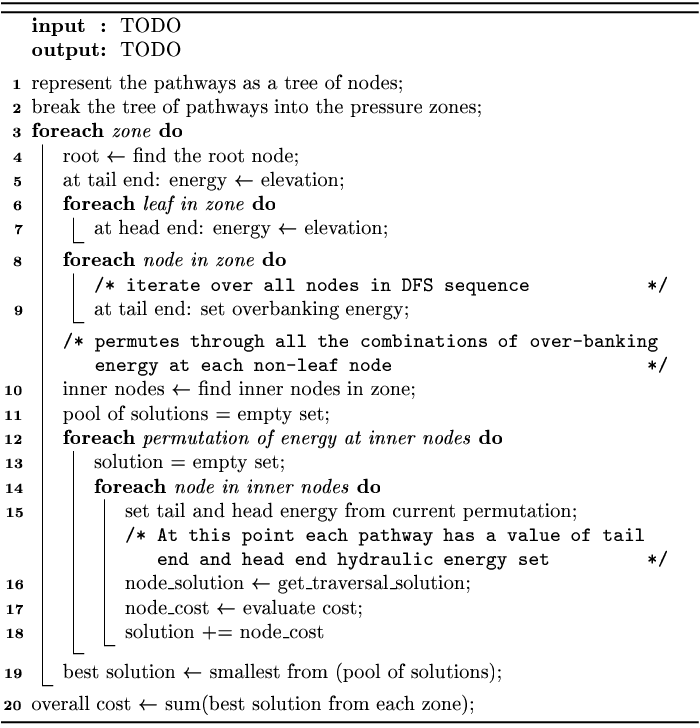 input : TODO
output: TODO
1 represent the pathways as a tree of nodes;
2 break the tree of pathways into the pressure zones;
3 foreach zone do
4 root ← find the root node;
5 at tail end: energy ← elevation;
6 foreach leaf in zone do
7 at head end: energy ← elevation;
8 foreach node in zone do
/* iterate over all nodes in DFS sequence */
9 at tail end: set overbanking energy;
/* permutes through all the combinations of over-banking
energy at each non-leaf node */
10 inner nodes ← find inner nodes in zone;
11 pool of solutions = empty set;
12 foreach permutation of energy at inner nodes do
13 solution = empty set;
14 foreach node in inner nodes do
15 set tail and head energy from current permutation;
/* At this point each pathway has a value of tail
end and head end hydraulic energy set */
16 node_solution ← get_traversal_solution;
17 node_cost ← evaluate cost;
18 solution += node_cost
19 best solution ← smallest from (pool of solutions);
20 overall cost ← sum(best solution from each zone);